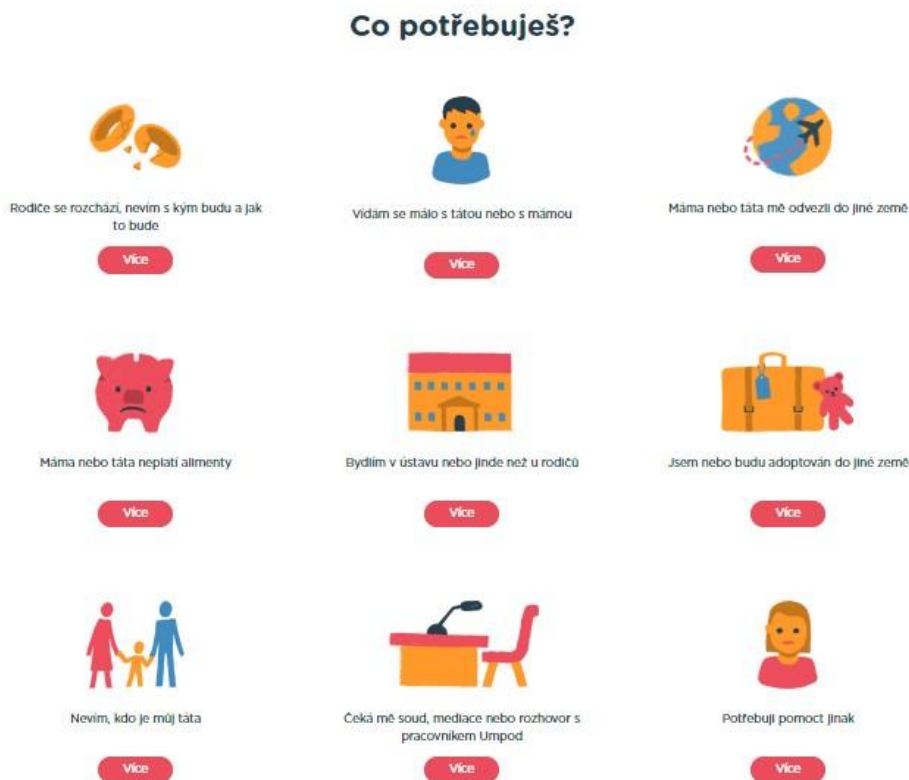 Co potřebuješ?
Rodiče se rozchází, nevím s kým budu a jak
to bude
Více
Vídám se málo s tátou nebo s mámou
Více
Máma nebo táta mě odvezli do jiné země
Více
Máma nebo táta neplatí alimenty
Více
Bydlím v ústavu nebo jinde než u rodičů
Více
Jsem nebo budu adoptován do jiné země
Více
Nevím, kdo je můj táta
Více
Čeká mě soud, mediace nebo rozhovor s
pracovníkem Umpod
Více
Potřebuji pomoct jinak
Více